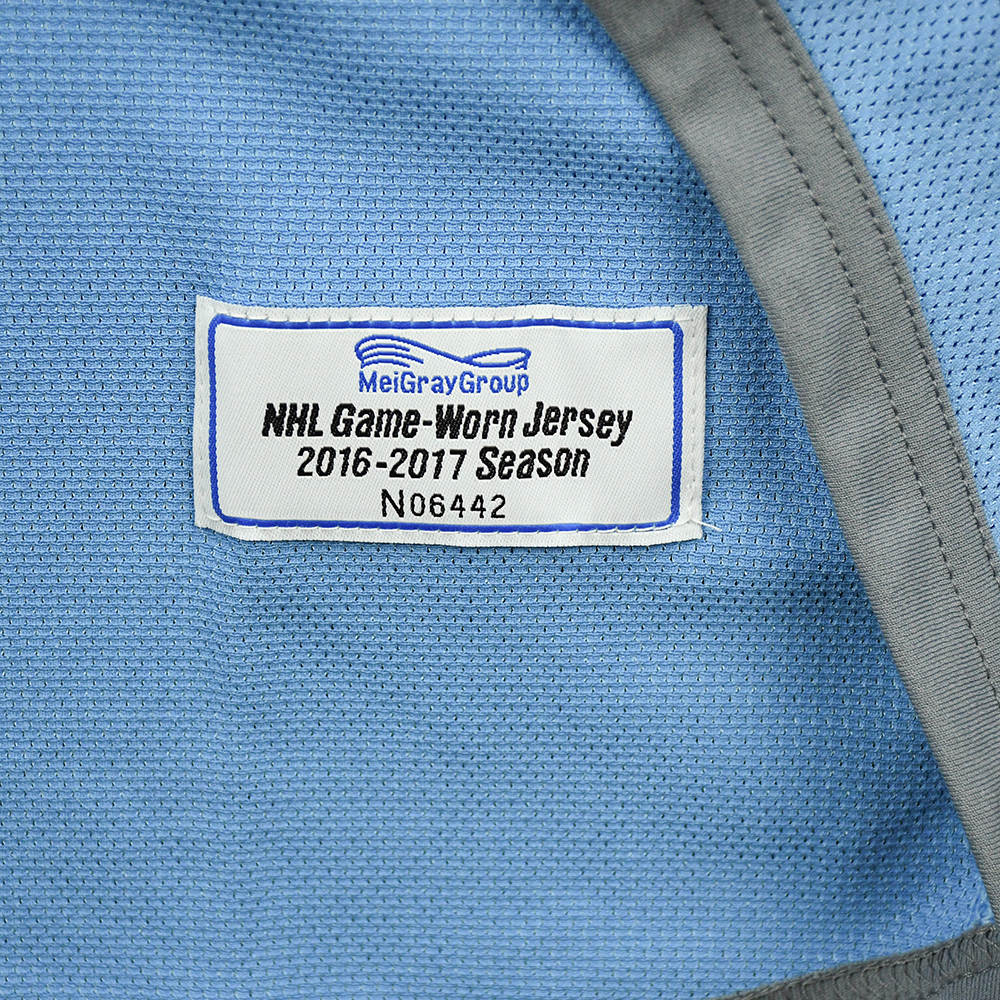 MeiGrayGroup
NHL Game-Worn Jersey
2016-2017 Season
N06442